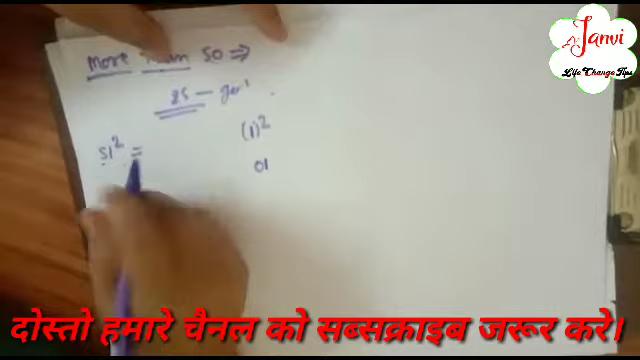 Janvi
Life Change Tips
More Than 50 ⇒
25 —
51² =
(1)²
01
दोस्तो हमारे चैनल को सब्सक्राइब जरूर करे।